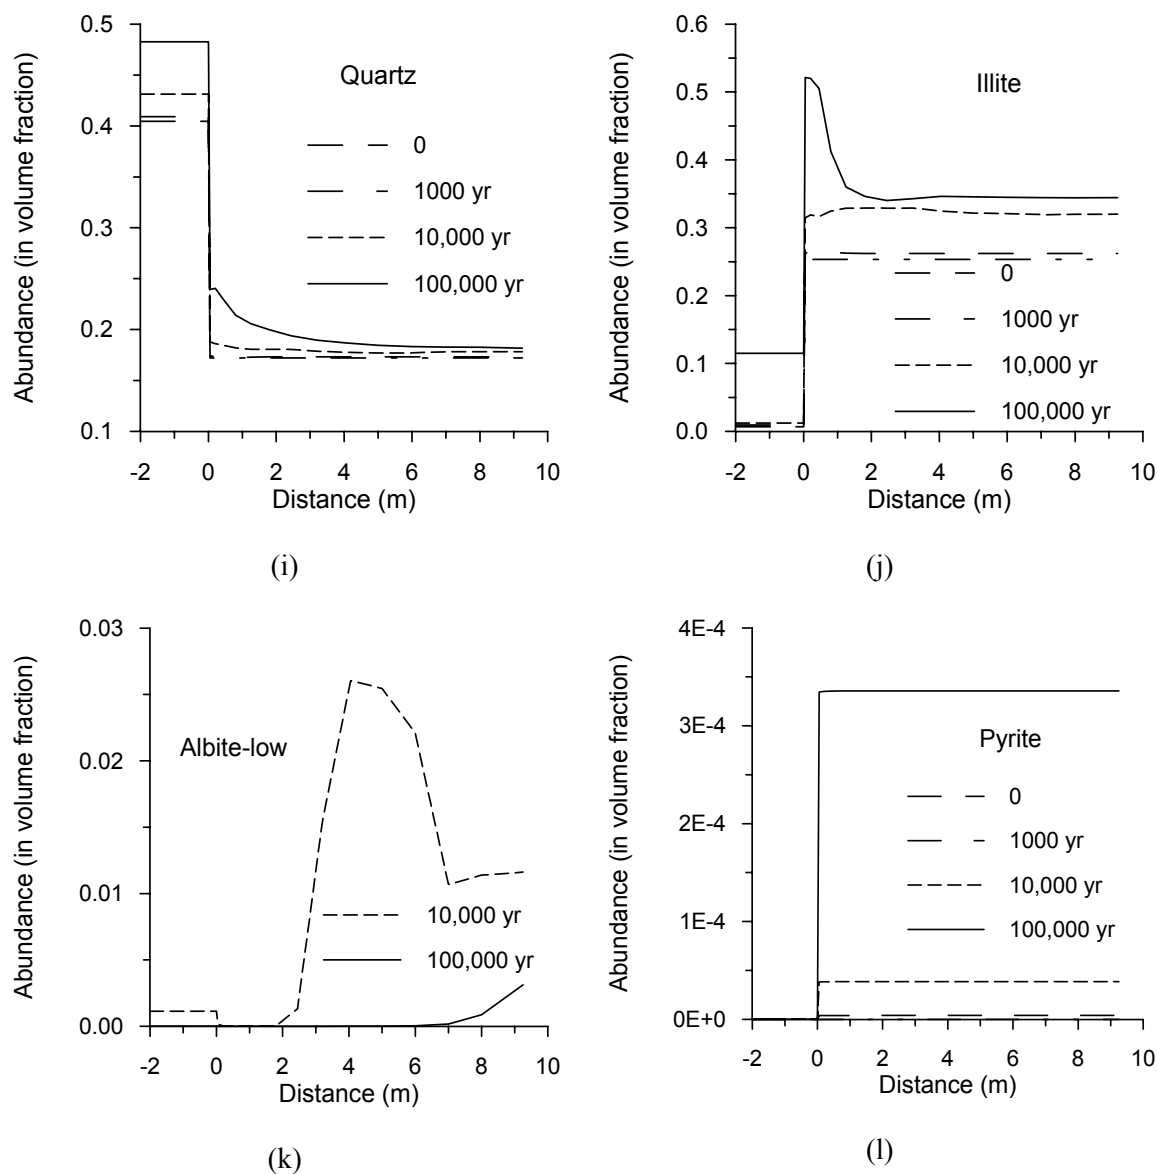 Abundance (in volume fraction)
0.5
0.4
0.3
0.2
0.1
Quartz
0
1000 yr
10,000 yr
100,000 yr
-2 0 2 4 6 8 10
Distance (m)
(i)
Abundance (in volume fraction)
0.6
0.5
0.4
0.3
0.2
0.1
0.0
Illite
0
1000 yr
10,000 yr
100,000 yr
-2 0 2 4 6 8 10
Distance (m)
(j)
Abundance (in volume fraction)
0.03
0.02
0.01
0.00
Albite-low
10,000 yr
100,000 yr
-2 0 2 4 6 8 10
Distance (m)
(k)
Abundance (in volume fraction)
4E-4
3E-4
2E-4
1E-4
0E+0
Pyrite
0
1000 yr
10,000 yr
100,000 yr
-2 0 2 4 6 8 10
Distance (m)
(l)